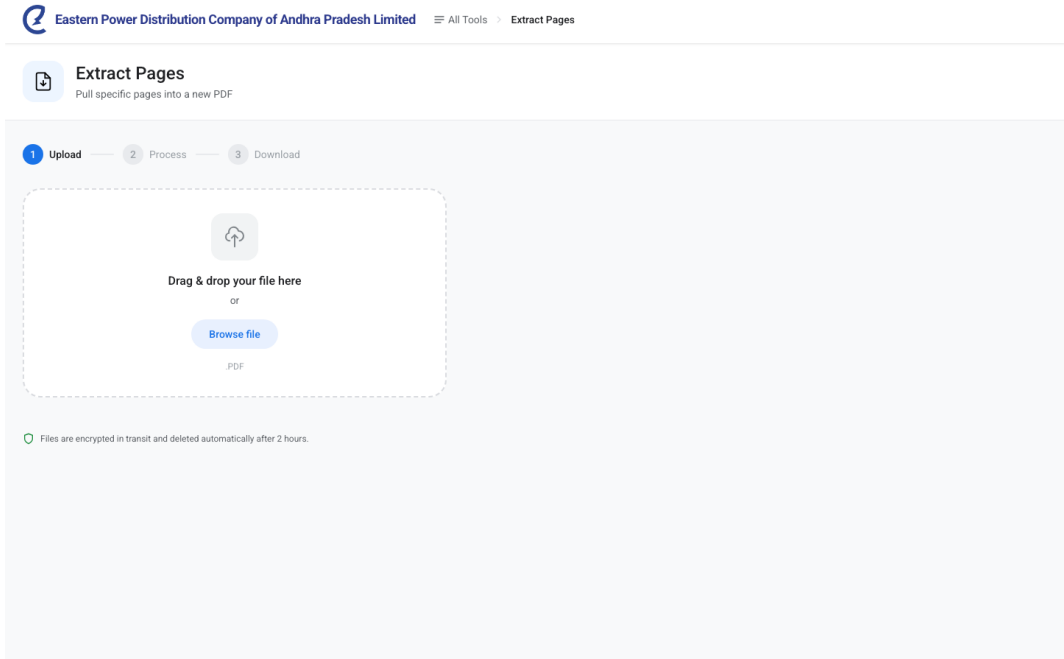 Eastern Power Distribution Company of Andhra Pradesh Limited All Tools Extract Pages
Extract Pages
Pull specific pages into a new PDF
1 Upload 2 Process 3 Download
Drag & drop your file here
or
Browse file
.PDF
Files are encrypted in transit and deleted automatically after 2 hours.